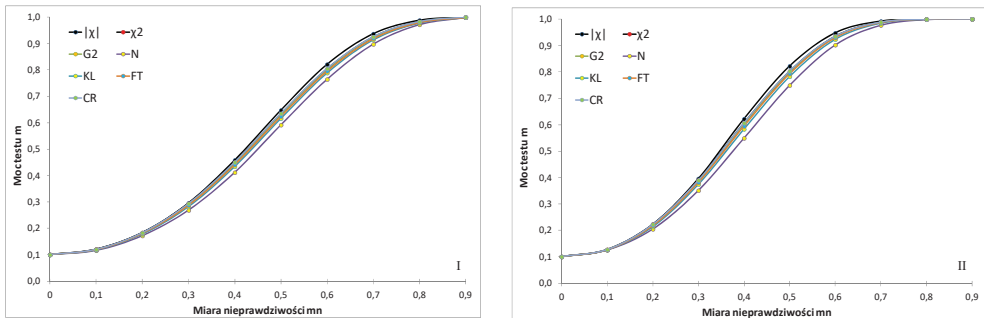 1,0
0,9
0,8
0,7
0,6
0,5
0,4
0,3
0,2
0,1
0,0
Moc testu m
|χ| χ2
G2 N
KL FT
CR
I
0 0,1 0,2 0,3 0,4 0,5 0,6 0,7 0,8 0,9
Miara nieprawdziwości mn
1,0
0,9
0,8
0,7
0,6
0,5
0,4
0,3
0,2
0,1
0,0
Moc testu m
|χ| χ2
G2 N
KL FT
CR
II
0 0,1 0,2 0,3 0,4 0,5 0,6 0,7 0,8 0,9
Miara nieprawdziwości mn